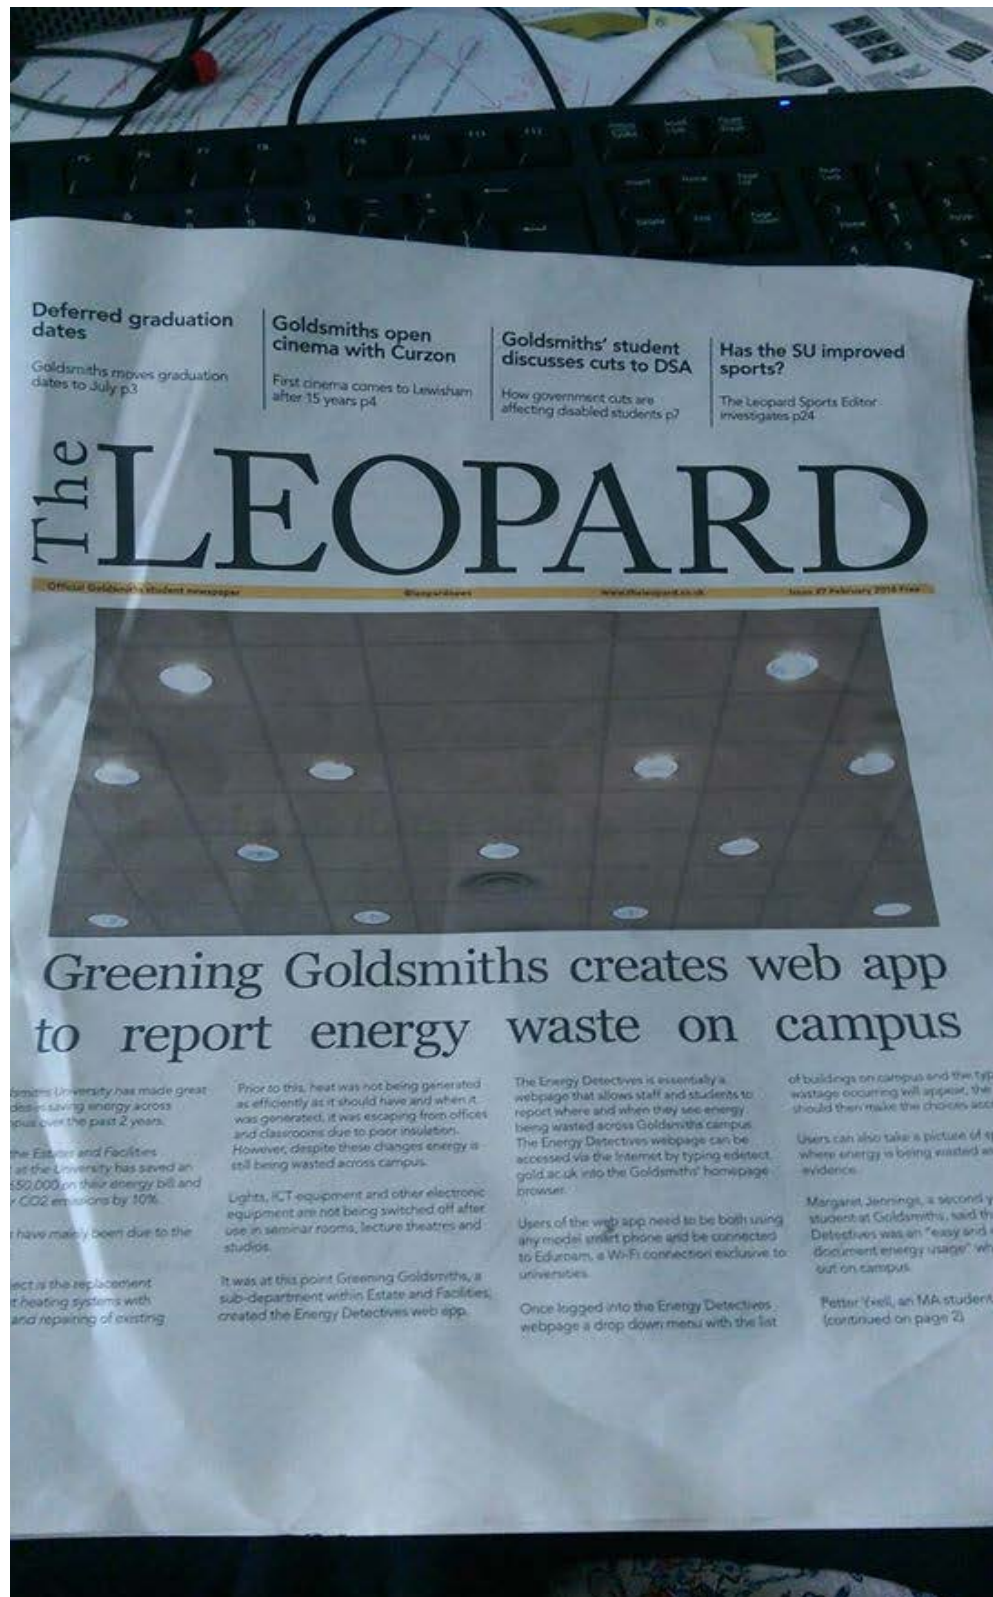 Deferred graduation
dates
Goldsmiths moves graduation
dates to July p3
Goldsmiths open
cinema with Curzon
First cinema comes to Lewisham
after 15 years p4
Goldsmiths' student
discusses cuts to DSA
How government cuts are
affecting disabled students p7
Has the SU improved
sports?
The Leopard Sports Editor
investigates p24
The LEOPARD
Official Goldsmiths student newspaper
@leopardnews
www.theleopard.co.uk
Issue 47 February 2015 Free
Greening Goldsmiths creates web app
to report energy waste on campus
University has made great
saving energy across
over the past 2 years.
the Estates and Facilities
at the University has saved an
50,000 on their energy bill and
CO2 emissions by 10%.
have mainly been due to the
is the replacement
heating systems with
and repairing of existing
Prior to this, heat was not being generated
as efficiently as it should have and when it
was generated, it was escaping from offices
and classrooms due to poor insulation.
However, despite these changes energy is
still being wasted across campus.
Lights, ICT equipment and other electronic
equipment are not being switched off after
use in seminar rooms, lecture theatres and
studios.
It was at this point Greening Goldsmiths, a
sub-department within Estate and Facilities,
created the Energy Detectives web app.
The Energy Detectives is essentially a
webpage that allows staff and students to
report where and when they see energy
being wasted across Goldsmiths campus.
The Energy Detectives webpage can be
accessed via the Internet by typing edetect.
gold.ac.uk into the Goldsmiths' homepage
browser.
Users of the web app need to be both using
any model smart phone and be connected
to Eduroam, a Wi-Fi connection exclusive to
universities.
Once logged into the Energy Detectives
webpage a drop down menu with the list
of buildings on campus and the
wastage occurring will appear, the
should then make the choices
Users can also take a picture of
where energy is being wasted
evidence.
Margaret Jennings, a second
student at Goldsmiths, said
Detectives was an "easy and
document energy usage"
out on campus.
an MA student
(continued on page 2)